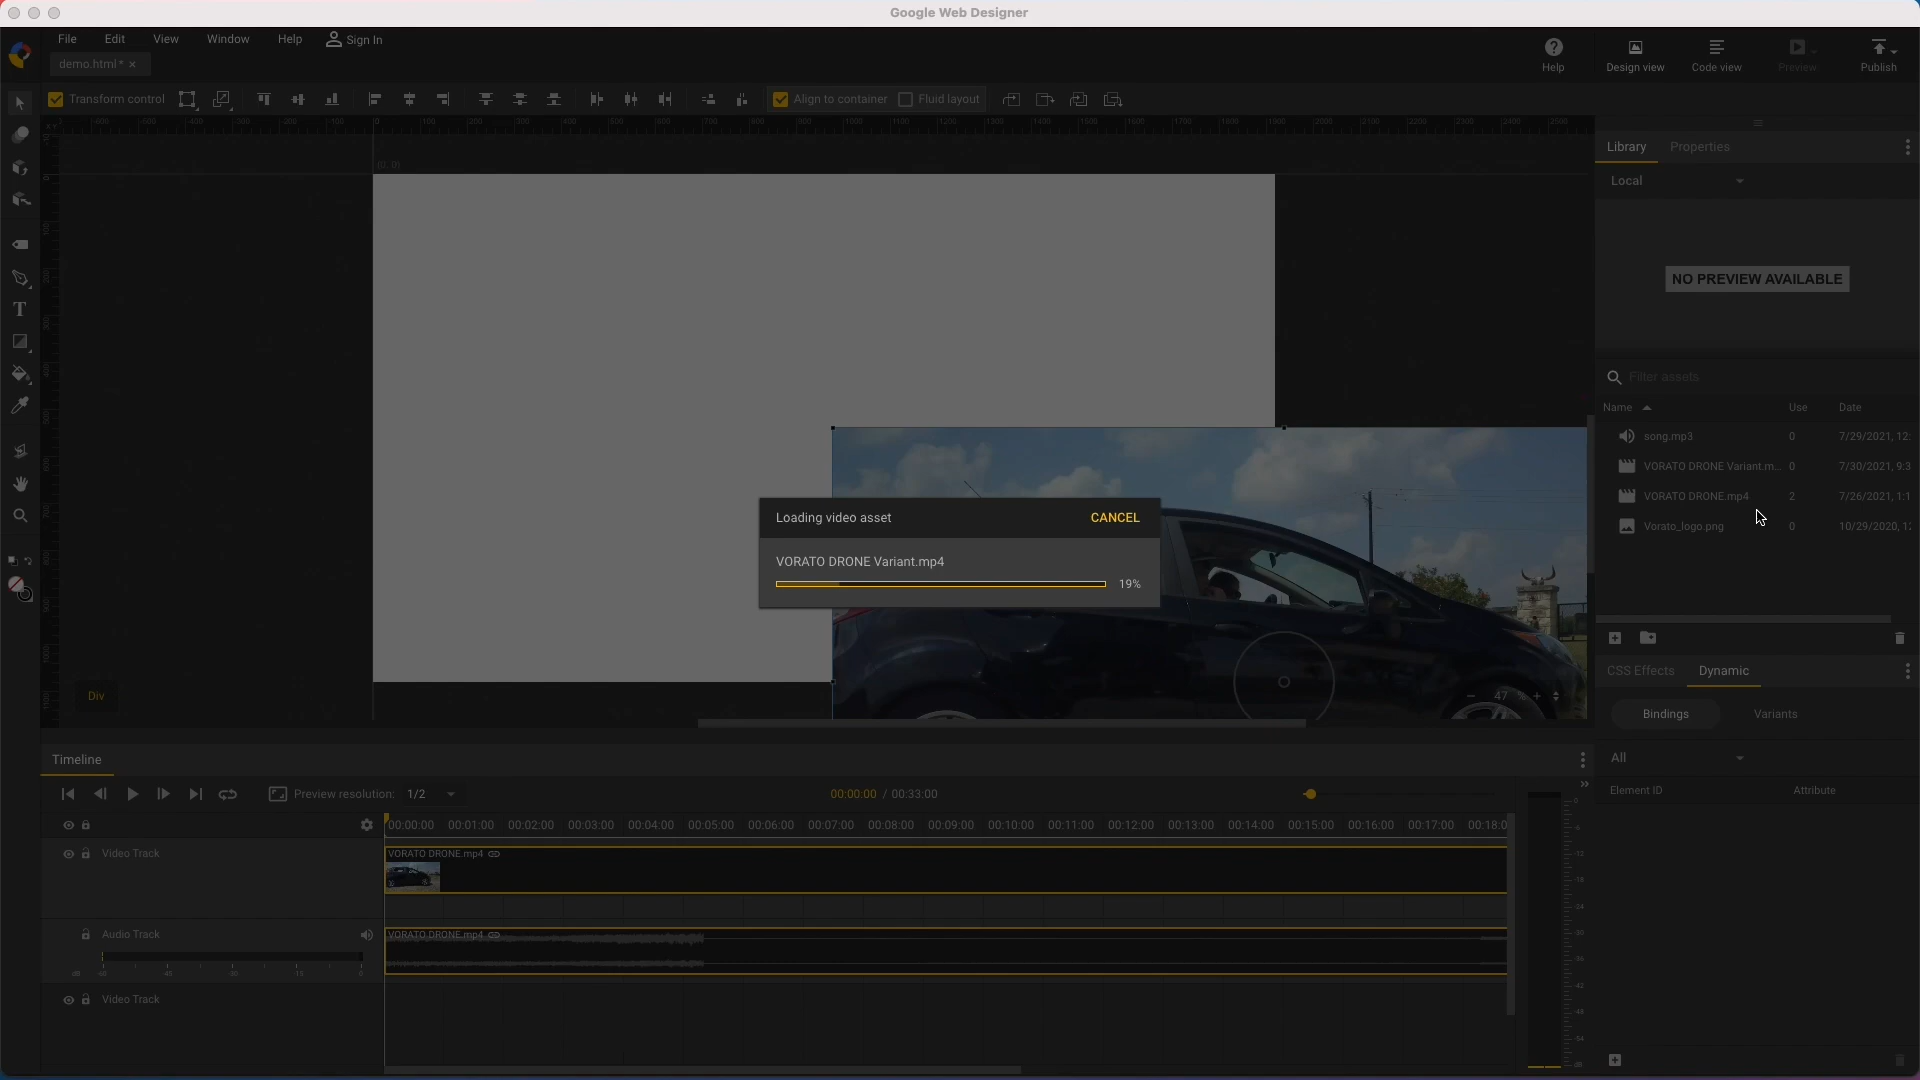 Google Web Designer
File Edit View Window Help Sign In
demo.html* ×
Help Design view Code view Preview Publish
Transform control Align to container Fluid layout
(0, 0)
Library Properties
Local
NO PREVIEW AVAILABLE
Filter assets
Name Use Date
song.mp3 0 7/29/2021, 12:
VORATO DRONE Variant.m... 0 7/30/2021, 9:3
VORATO DRONE.mp4 2 7/26/2021, 1:1
Vorato_logo.png 0 10/29/2020, 1
Loading video asset CANCEL
VORATO DRONE Variant.mp4
19%
CSS Effects Dynamic
Bindings Variants
All
Element ID Attribute
Div
47 %
Timeline
Preview resolution: 1/2 00:00:00 / 00:33:00
00:00:00 00:01:00 00:02:00 00:03:00 00:04:00 00:05:00 00:06:00 00:07:00 00:08:00 00:09:00 00:10:00 00:11:00 00:12:00 00:13:00 00:14:00 00:15:00 00:16:00 00:17:00 00:18:0
Video Track VORATO DRONE.mp4
Audio Track VORATO DRONE.mp4
Video Track